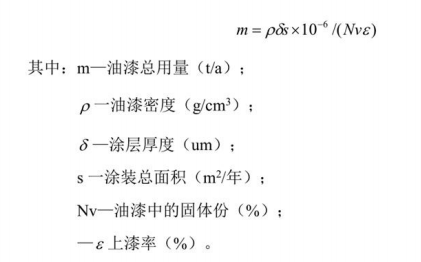 m = ρδs×10⁻⁶ /(Nvε)
其中：m—油漆总用量（t/a）；
ρ 一油漆密度（g/cm³）；
δ —涂层厚度（um）；
s 一涂装总面积（m²/年）；
Nv—油漆中的固体份（%）；
—ε 上漆率（%）。